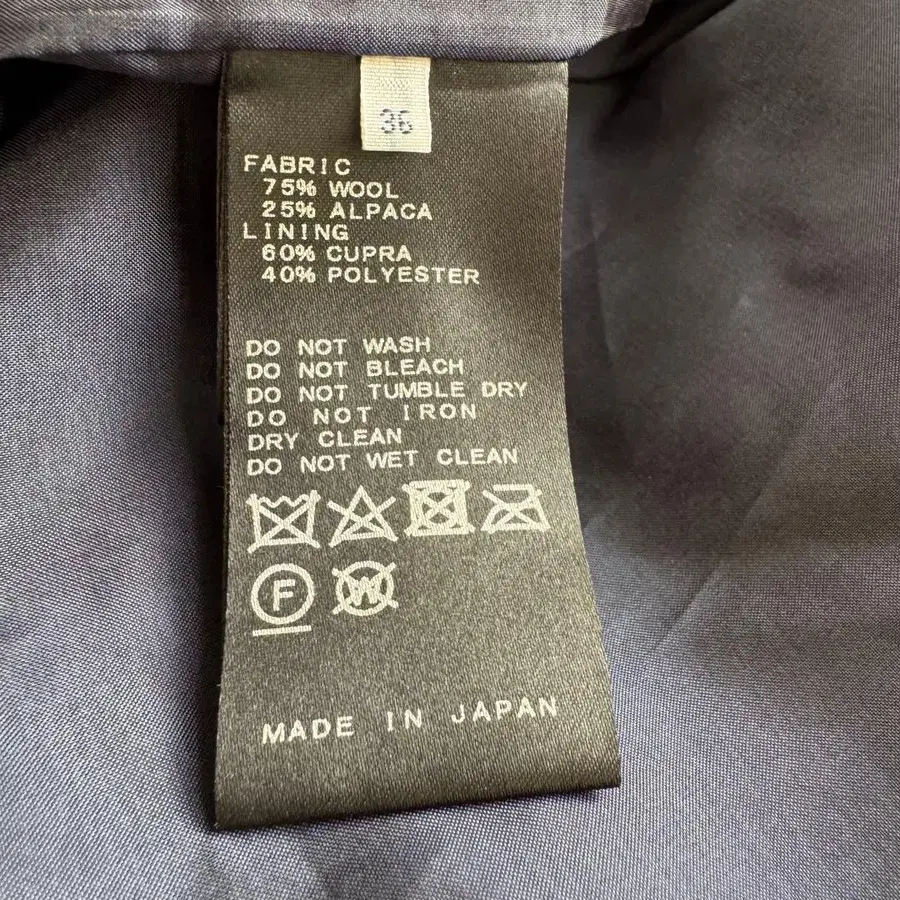 36
FABRIC
75% WOOL
25% ALPACA
LINING
60% CUPRA
40% POLYESTER
DO NOT WASH
DO NOT BLEACH
DO NOT TUMBLE DRY
DO NOT IRON
DRY CLEAN
DO NOT WET CLEAN
F W
MADE IN JAPAN